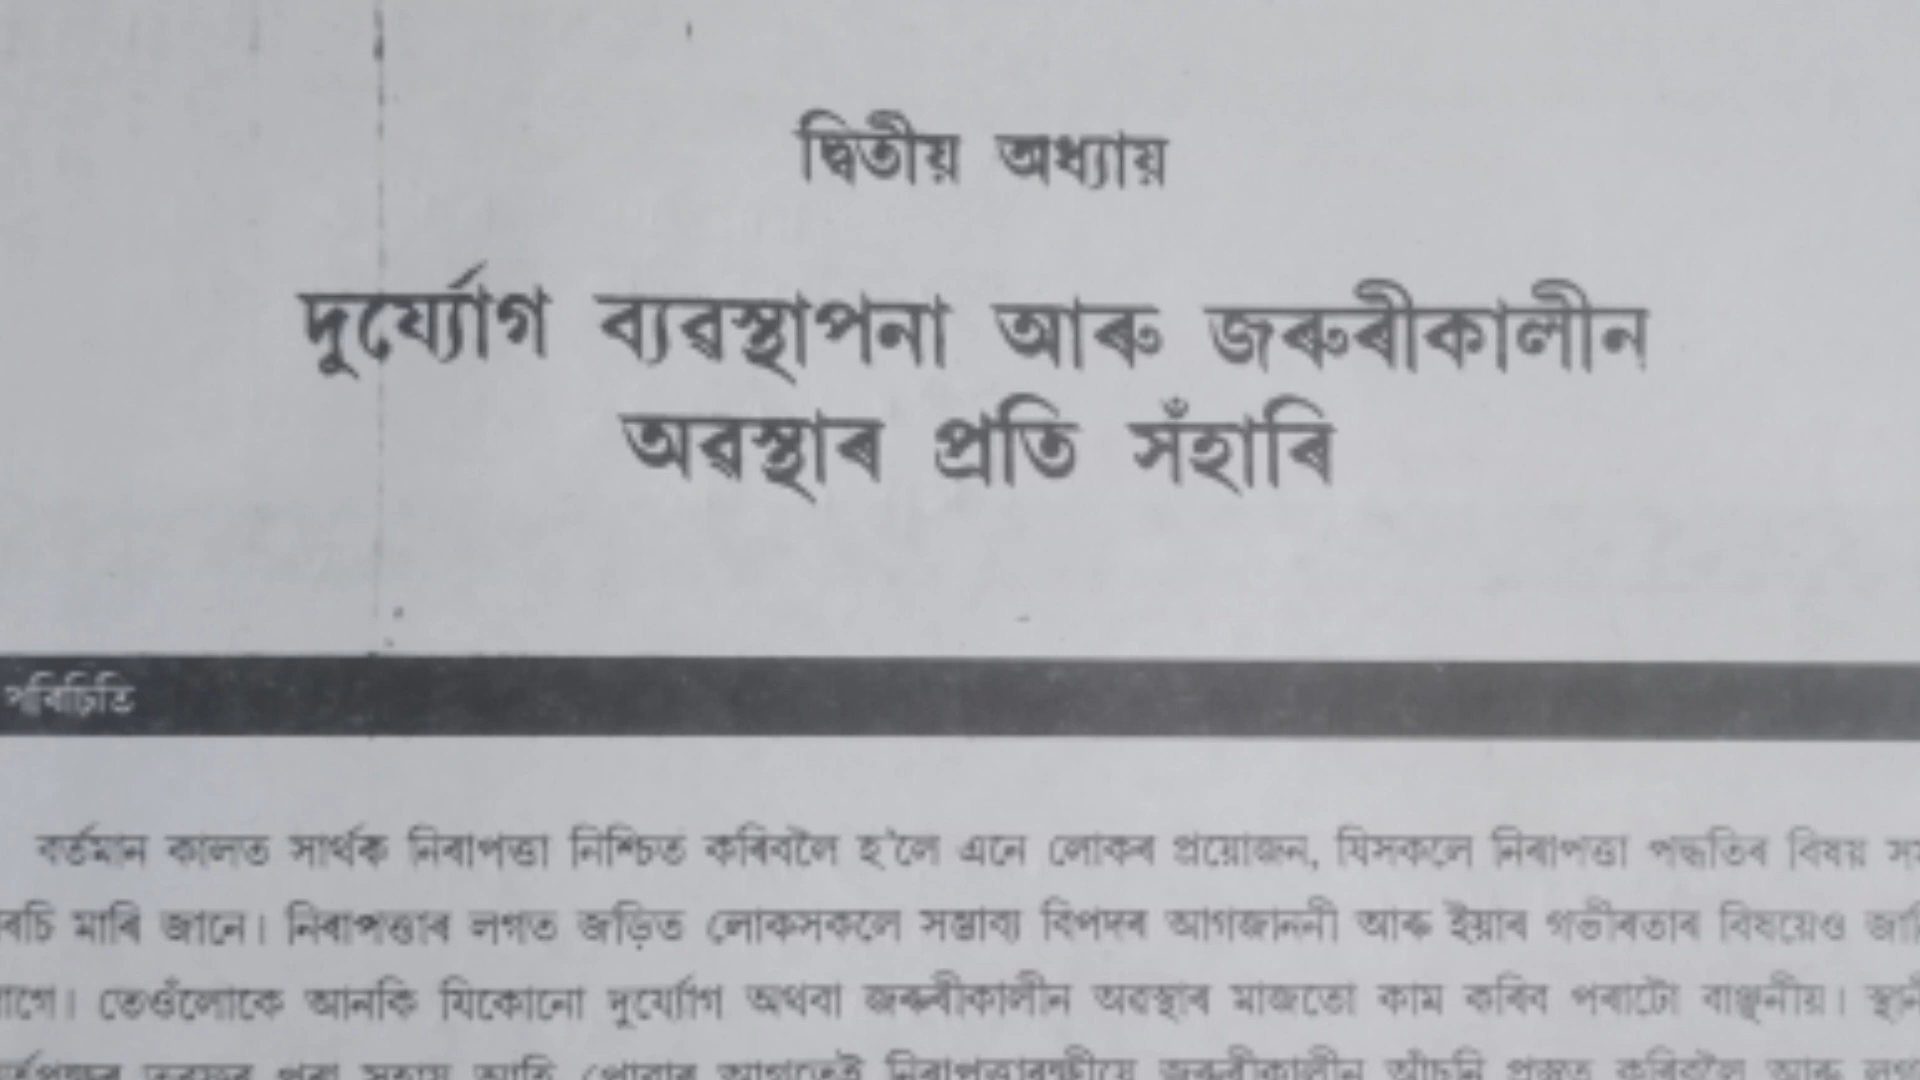 দ্বিতীয় অধ্যায়
দুৰ্য্যোগ ব্যৱস্থাপনা আৰু জৰুৰীকালীন
অৱস্থাৰ প্ৰতি সঁহাৰি
পৰিচিতি
বৰ্তমান কালত সাৰ্থক নিৰাপত্তা নিশ্চিত কৰিবলৈ হ'লে এনে লোকৰ প্ৰয়োজন, যিসকলে নিৰাপত্তা পদ্ধতিৰ বিষয়
মাৰি জানে। নিৰাপত্তাৰ লগত জড়িত লোকসকলে সম্ভাব্য বিপদৰ আগজাননী আৰু ইয়াৰ গভীৰতাৰ বিষয়েও
তেওঁলোকে আনকি যিকোনো দুৰ্য্যোগ অথবা জৰুৰীকালীন অৱস্থাৰ মাজতো কাম কৰিব পৰাটো বাঞ্ছনীয়।